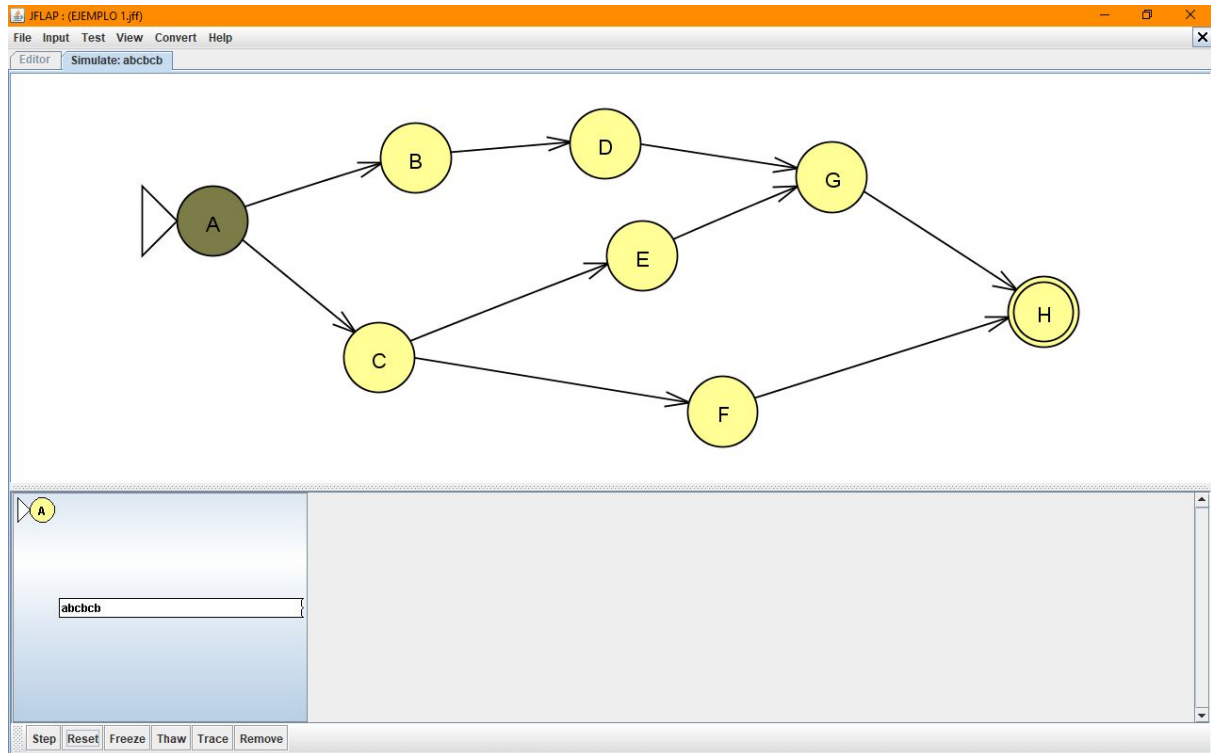 JFLAP : (EJEMPLO 1.jff)
File Input Test View Convert Help
Editor Simulate: abcbcb
B
D
G
A
E
H
C
F
A
abcbcb
Step Reset Freeze Thaw Trace Remove